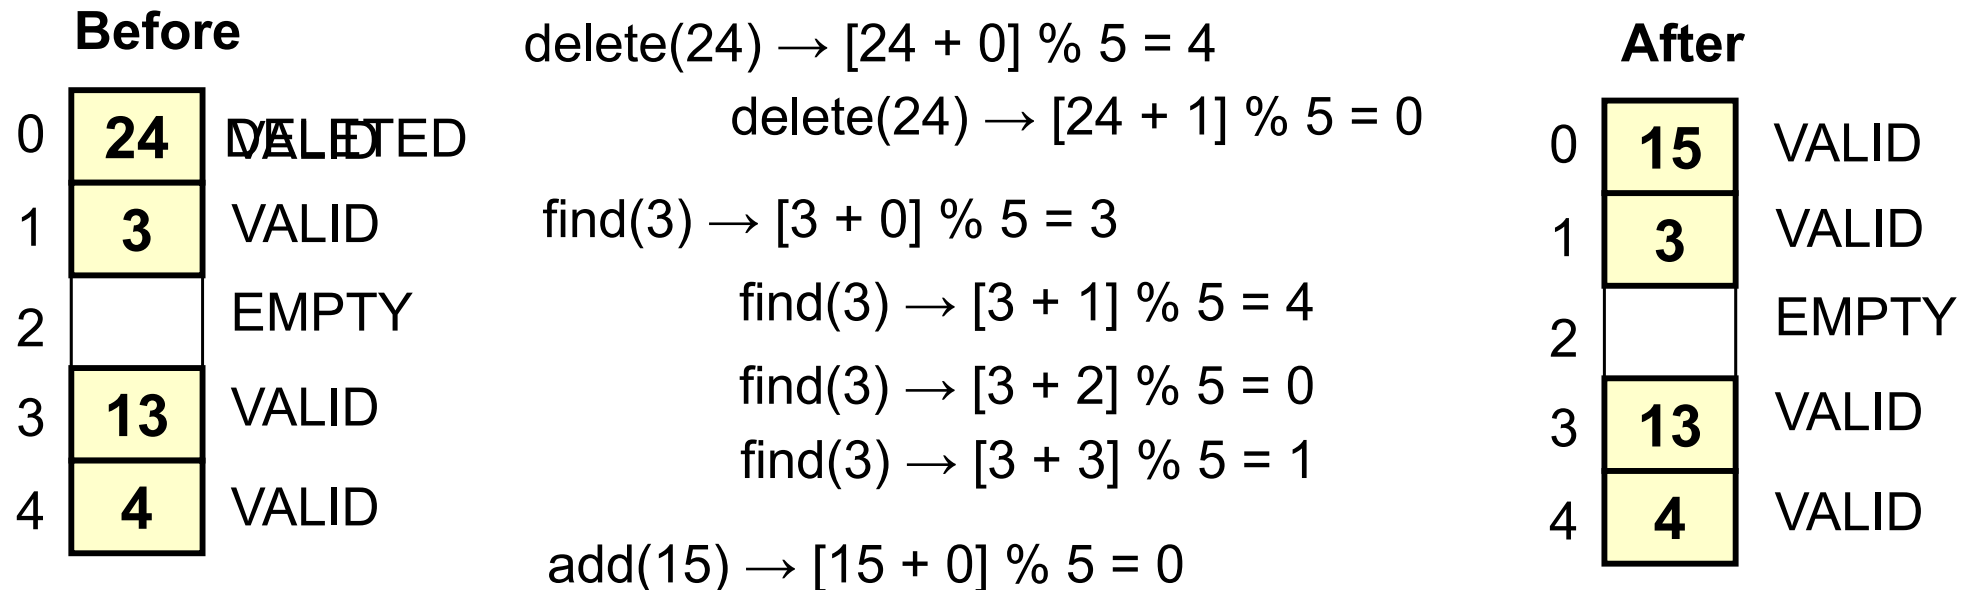 Before
0 24 DELETED VALID
1 3 VALID
2 EMPTY
3 13 VALID
4 4 VALID
delete(24) → [24 + 0] % 5 = 4
delete(24) → [24 + 1] % 5 = 0
find(3) → [3 + 0] % 5 = 3
find(3) → [3 + 1] % 5 = 4
find(3) → [3 + 2] % 5 = 0
find(3) → [3 + 3] % 5 = 1
add(15) → [15 + 0] % 5 = 0
After
0 15 VALID
1 3 VALID
2 EMPTY
3 13 VALID
4 4 VALID